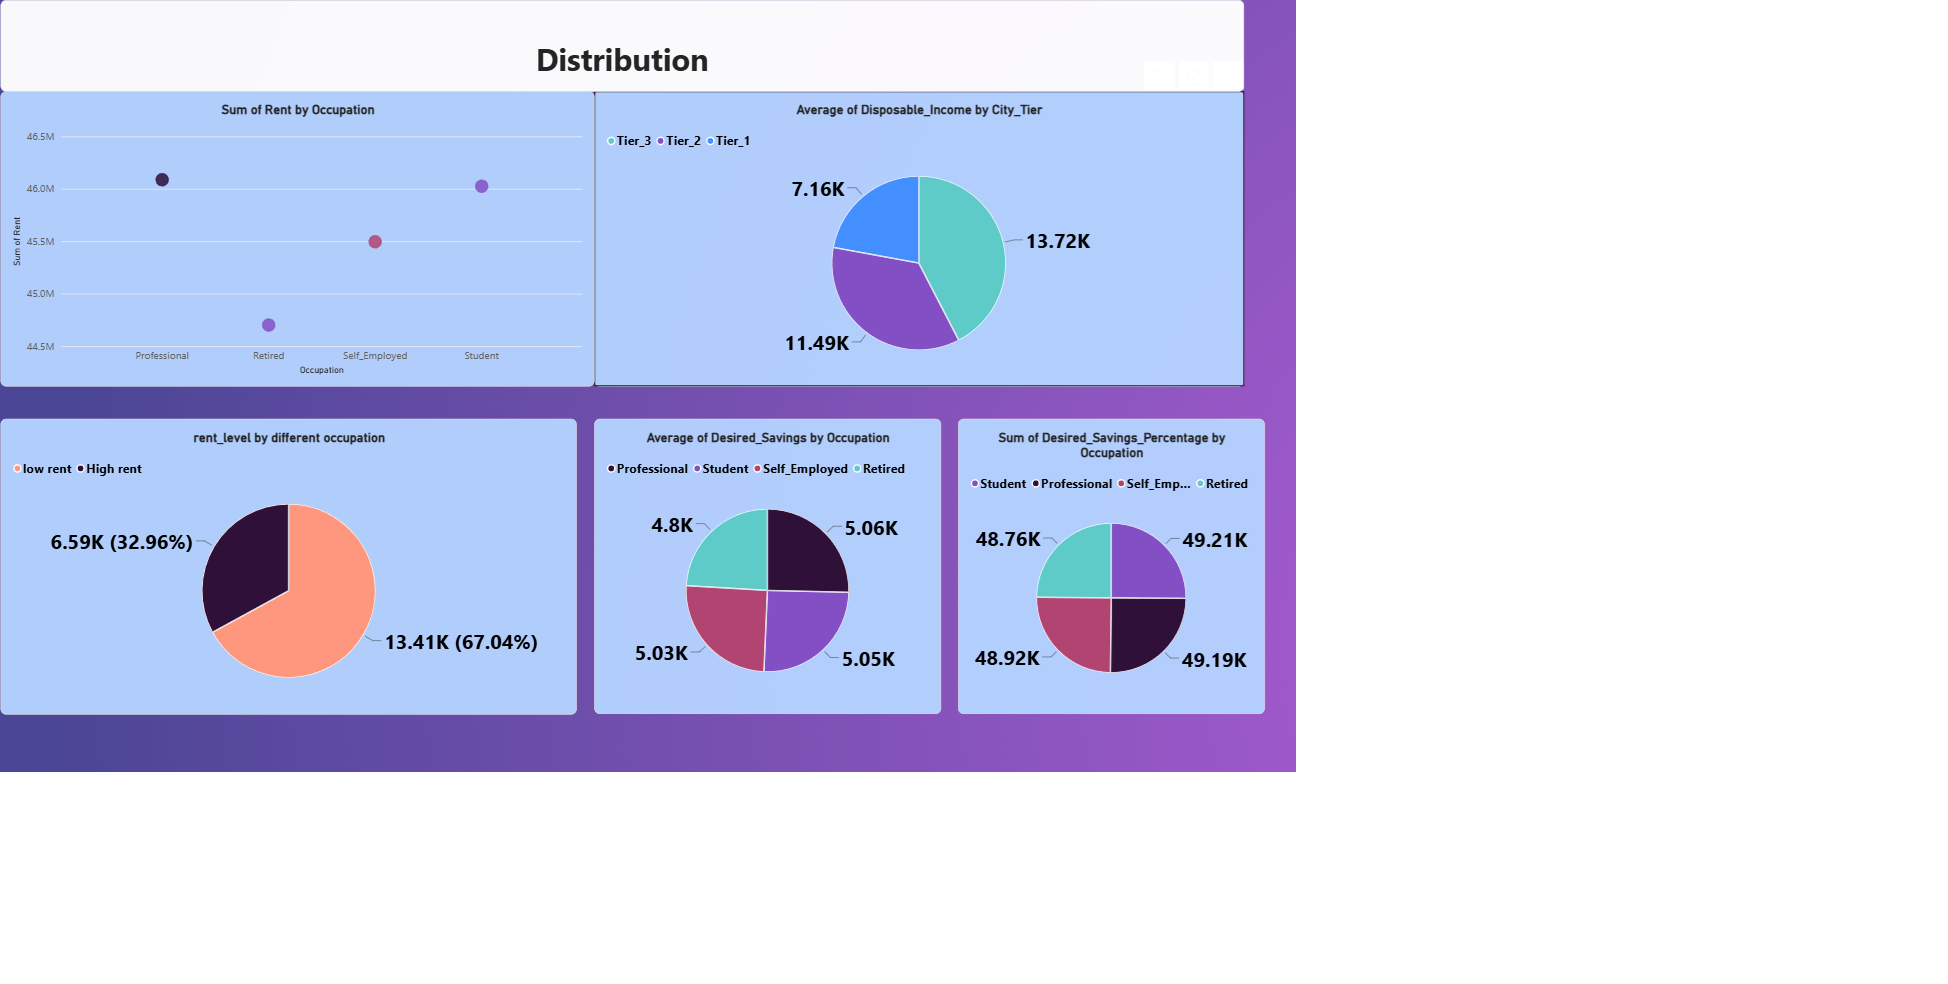 Distribution
Sum of Rent by Occupation
46.5M
46.0M
45.5M
45.0M
44.5M
Sum of Rent
Professional
Retired
Self_Employed
Student
Occupation
Average of Disposable_Income by City_Tier
Tier_3 Tier_2 Tier_1
7.16K
13.72K
11.49K
rent_level by different occupation
low rent High rent
6.59K (32.96%)
13.41K (67.04%)
Average of Desired_Savings by Occupation
Professional Student Self_Employed Retired
4.8K
5.06K
5.03K
5.05K
Sum of Desired_Savings_Percentage by
Occupation
Student Professional Self_Emp... Retired
48.76K
49.21K
48.92K
49.19K